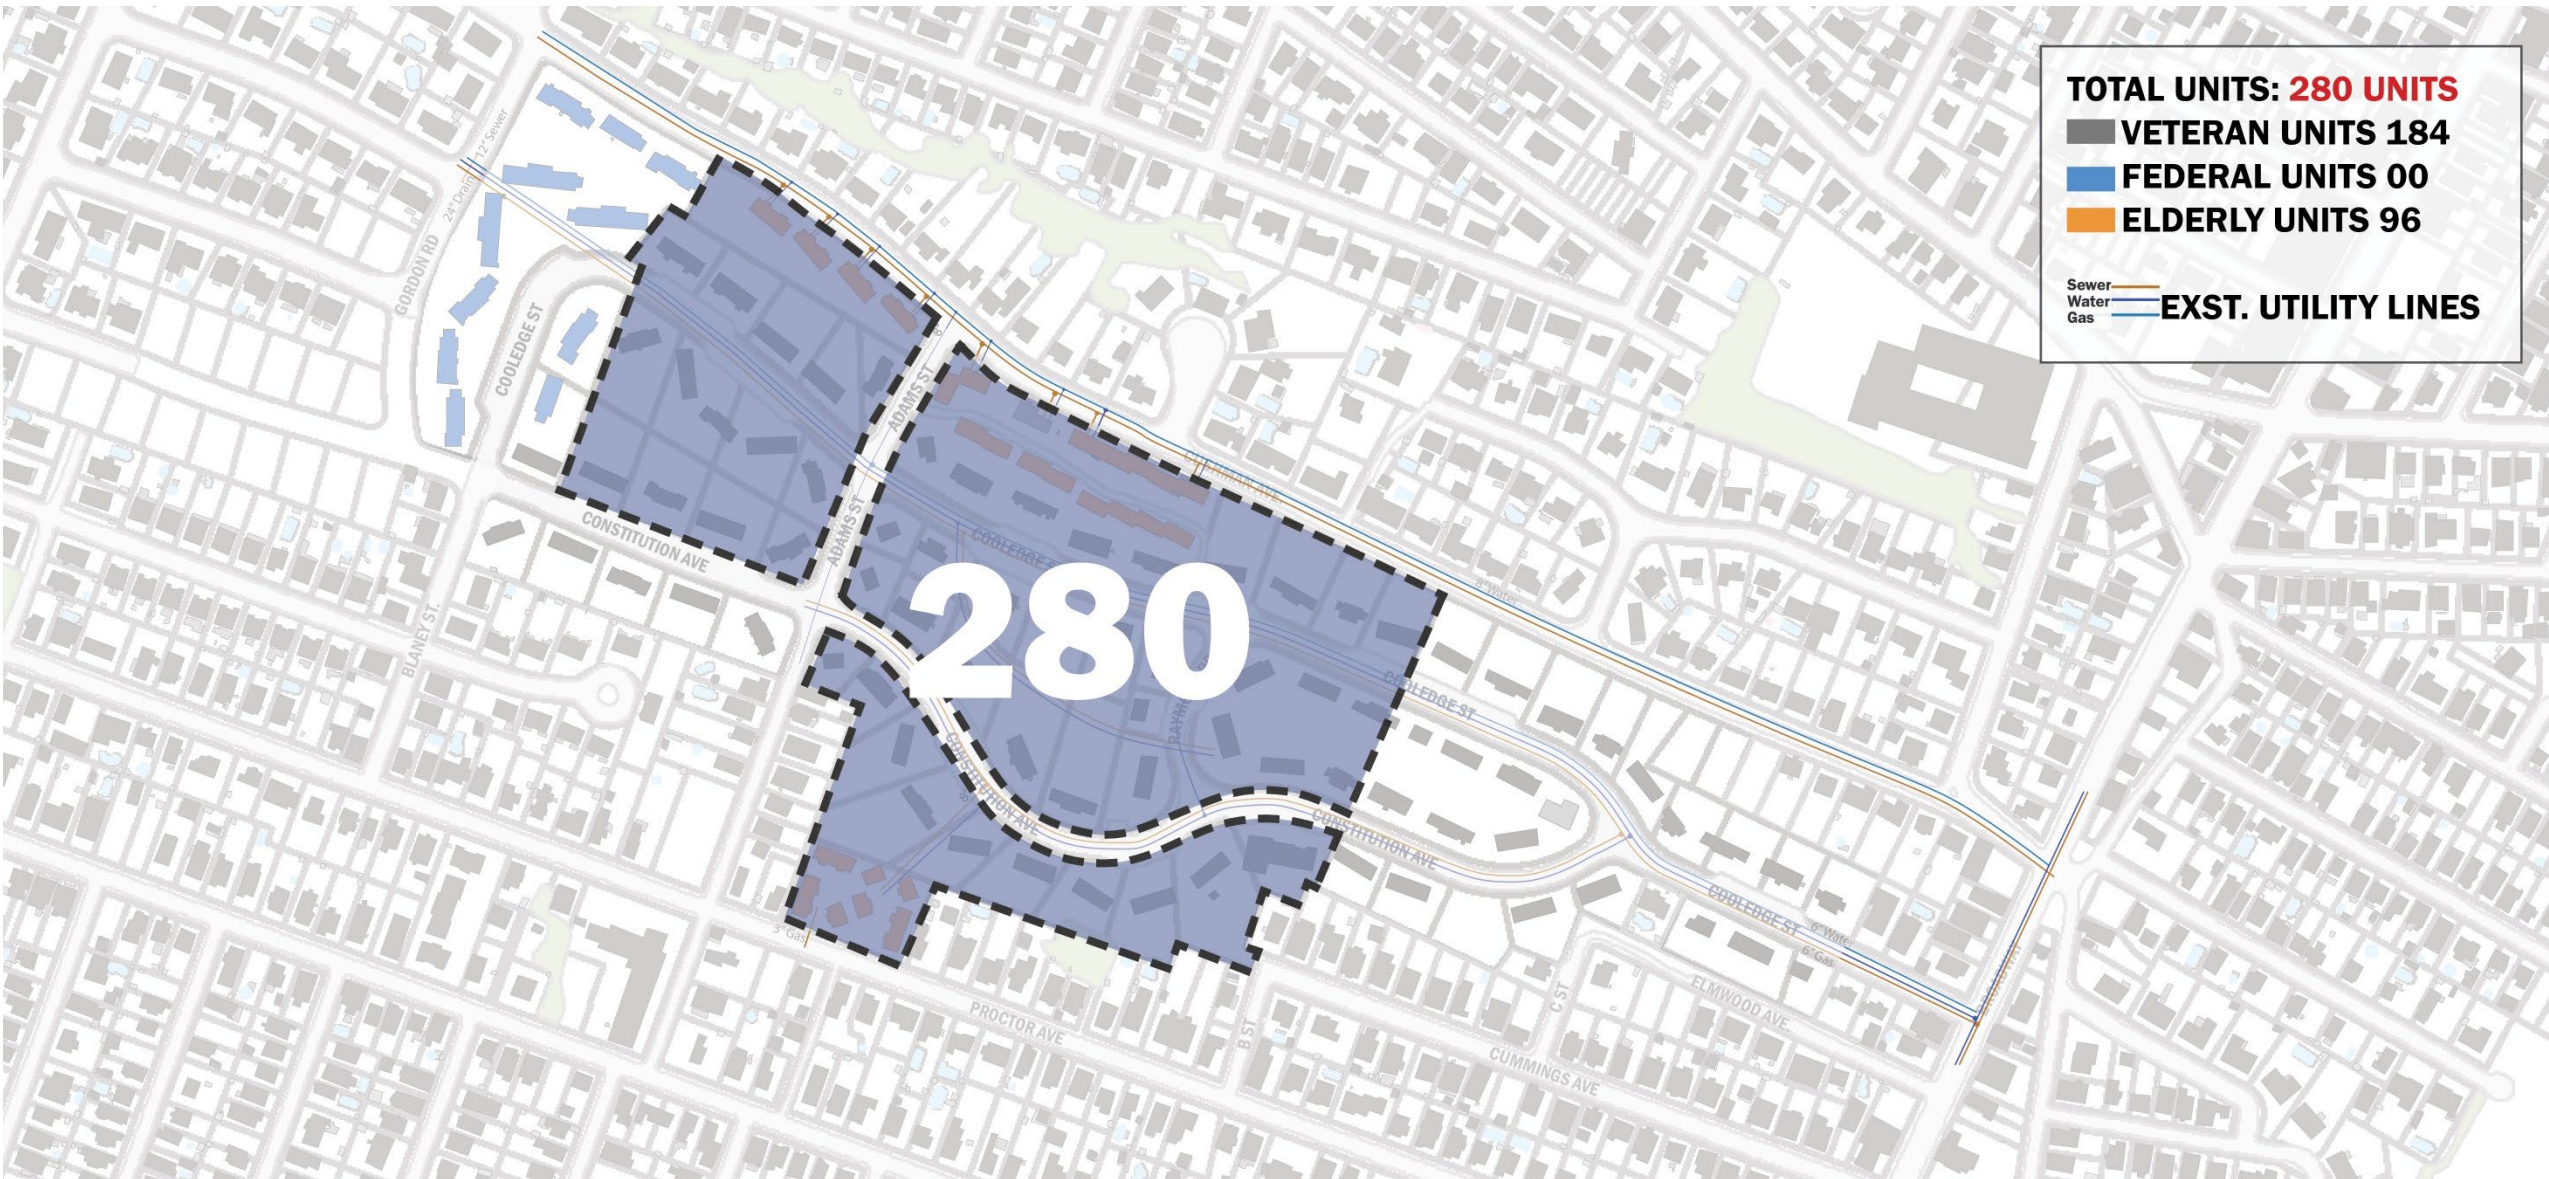 TOTAL UNITS: 280 UNITS
VETERAN UNITS 184
FEDERAL UNITS 00
ELDERLY UNITS 96
Sewer
Water
Gas
EXST. UTILITY LINES
12" Sewer
24" Drain
GORDON RD
COOLEDGE ST
ADAMS ST
ADAMS ST
CONSTITUTION AVE
BLANEY ST.
COOLEDGE
280
8" Water
COOLEDGE ST
CONSTITUTION AVE
CONSTITUTION AVE
COOLEDGE ST
6" Water
6" Gas
BROADWAY
3" Gas
PROCTOR AVE
B ST
C ST
ELMWOOD AVE.
CUMMINGS AVE